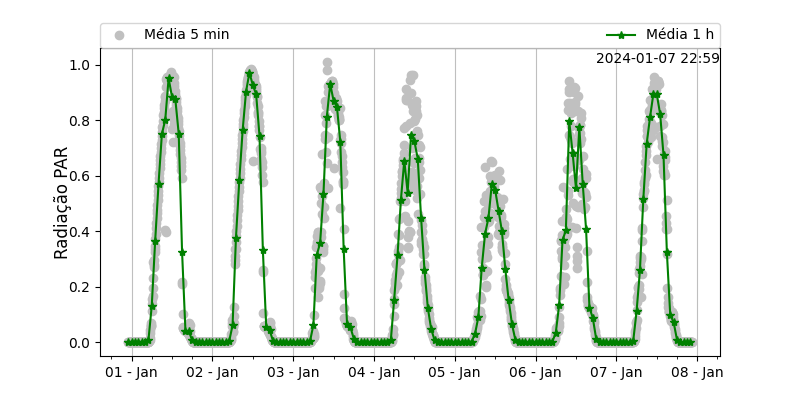 Média 5 min
Média 1 h
2024-01-07 22:59
Radiação PAR
1.0
0.8
0.6
0.4
0.2
0.0
01 - Jan
02 - Jan
03 - Jan
04 - Jan
05 - Jan
06 - Jan
07 - Jan
08 - Jan